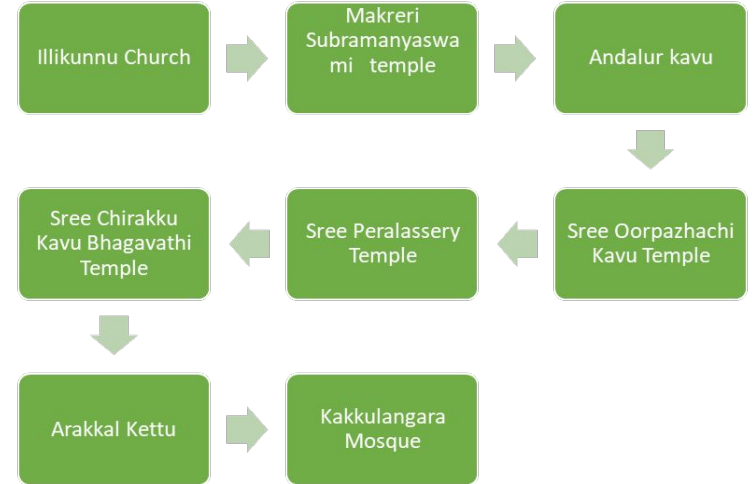 Illikunnu Church
Makreri
Subramanyaswa
mi temple
Andalur kavu
Sree Oorpazhachi
Kavu Temple
Sree Peralassery
Temple
Sree Chirakku
Kavu Bhagavathi
Temple
Arakkal Kettu
Kakkulangara
Mosque